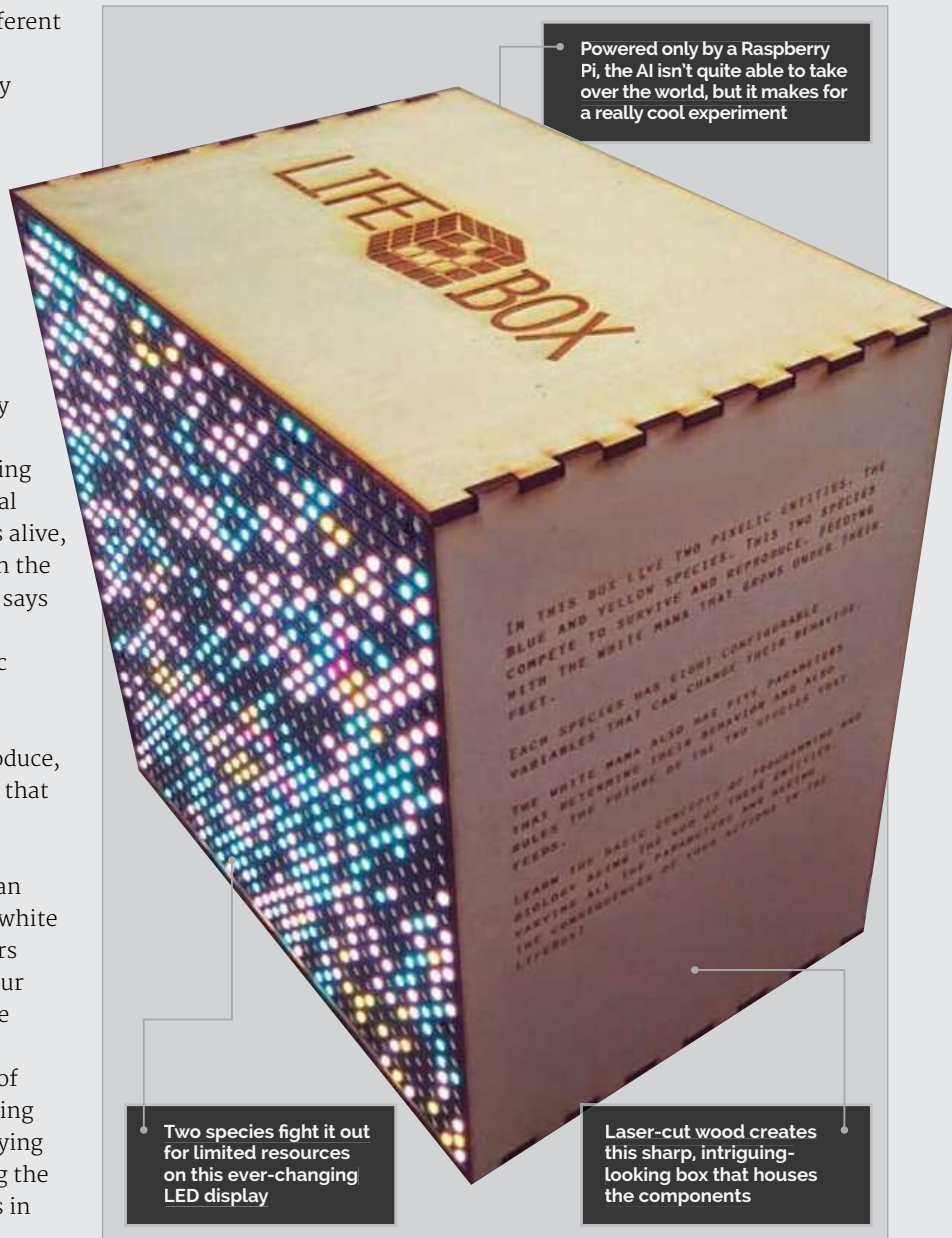 ferent
y
y
ing
al
s alive,
n the
says
c
oduce,
that
an
white
rs
ur
e
of
ing
ying
g the
s in
Powered only by a Raspberry
Pi, the AI isn't quite able to take
over the world, but it makes for
a really cool experiment
LIFE BOX
IN THIS BOX LIVE TWO PIXELIC ENTITIES, THE
BLUE AND YELLOW SPECIES. THIS TWO SPECIES
COMPETE TO SURVIVE AND REPRODUCE. FEEDING
WITH THE WHITE MANA THAT GROWS UNDER THEIR
FEET.
EACH SPECIES HAS EIGHT CONFIGURABLE
VARIABLES THAT CAN CHANGE THEIR BEHAVIOR.
THE WHITE MANA ALSO HAS FIVE PARAMETERS
THAT DETERMING THEIR BEHAVIOR AND ALSO
RULES THE FUTURE OF THE TWO SPECIES THAT
FEEDS.
LEARN THE BASIC CONCEPTS OF PROGRAMMING AND
BIOLOGY BEING THE GOD OF THESE ENTITIES.
VARYING ALL THE PARAMETERS AND SEEING
THE CONSEQUENCES OF YOUR ACTIONS IN THE
LIFEBOX!
Two species fight it out
for limited resources
on this ever-changing
LED display
Laser-cut wood creates
this sharp, intriguing-
looking box that houses
the components